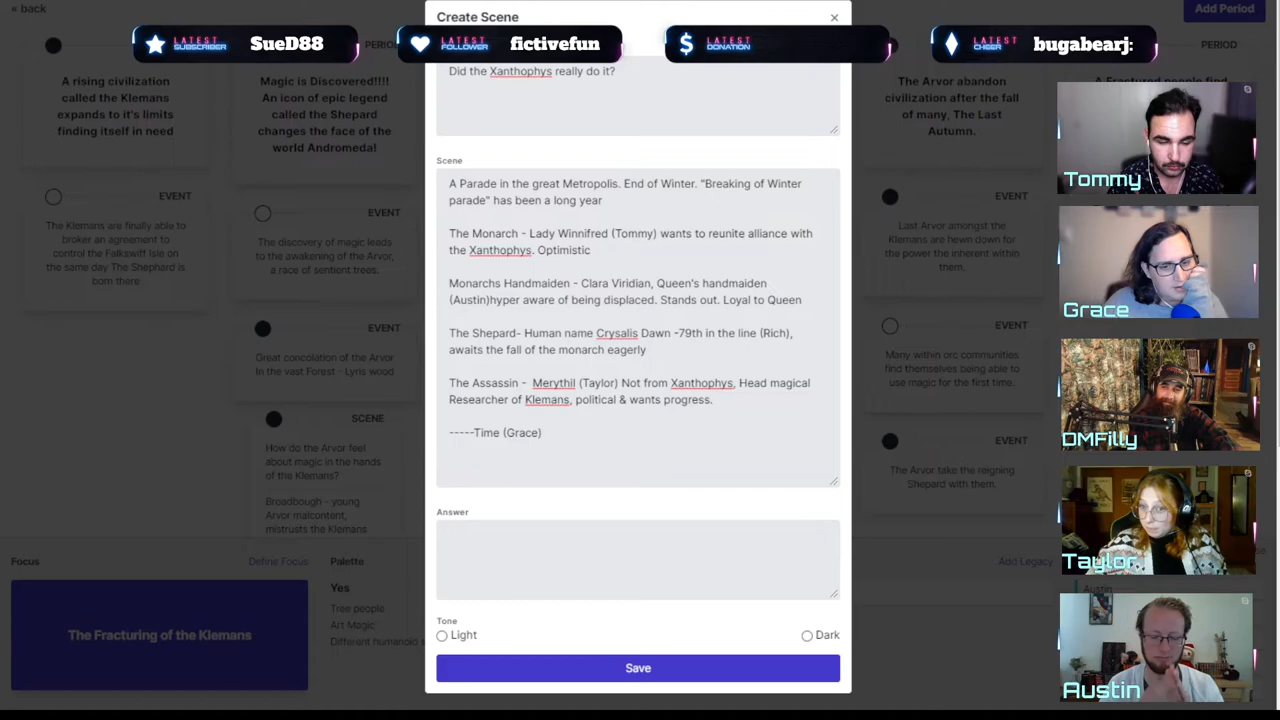 « back
Create Scene
×
Add Period
LATEST
SUBSCRIBER
SueD88
LATEST
FOLLOWER
fictivefun
LATEST
DONATION
LATEST
CHEER
bugabearj:
PERIOD
A rising civilization
called the Klemans
expands to it's limits
finding itself in need
EVENT
The Klemans are finally able to
broker an agreement to
control the Falkswiff Isle on
the same day The Shephard is
born there
Magic is Discovered!!!!
An icon of epic legend
called the Shepard
changes the face of the
world Andromeda!
EVENT
The discovery of magic leads
to the awakening of the Arvor,
a race of sentient trees.
EVENT
Great concolation of the Arvor
In the vast Forest - Lyris wood
SCENE
How do the Arvor feel
about magic in the hands
of the Klemans?
Broadbough - young
Arvor malcontent,
mistrusts the Klemans
Did the Xanthophys really do it?
Scene
A Parade in the great Metropolis. End of Winter. "Breaking of Winter
parade" has been a long year
The Monarch - Lady Winnifred (Tommy) wants to reunite alliance with
the Xanthophys. Optimistic
Monarchs Handmaiden - Clara Viridian, Queen's handmaiden
(Austin)hyper aware of being displaced. Stands out. Loyal to Queen
The Shepard- Human name Crysalis Dawn -79th in the line (Rich),
awaits the fall of the monarch eagerly
The Assassin -  Merythil (Taylor) Not from Xanthophys, Head magical
Researcher of Klemans, political & wants progress.
-----Time (Grace)
Answer
Tone
Light
Dark
Save
The Arvor abandon
civilization after the fall
of many, The Last
Autumn.
EVENT
Last Arvor amongst the
Klemans are hewn down for
the power the inherent within
them.
EVENT
Many within orc communities
find themselves being able to
use magic for the first time.
EVENT
The Arvor take the reigning
Shepard with them.
PERIOD
A Fractured people find
Focus
Define Focus
The Fracturing of the Klemans
Palette
Yes
Tree people
Art Magic
Different humanoid s
Add Legacy
Austin
Tommy
Grace
DMFilly
Taylor
Austin